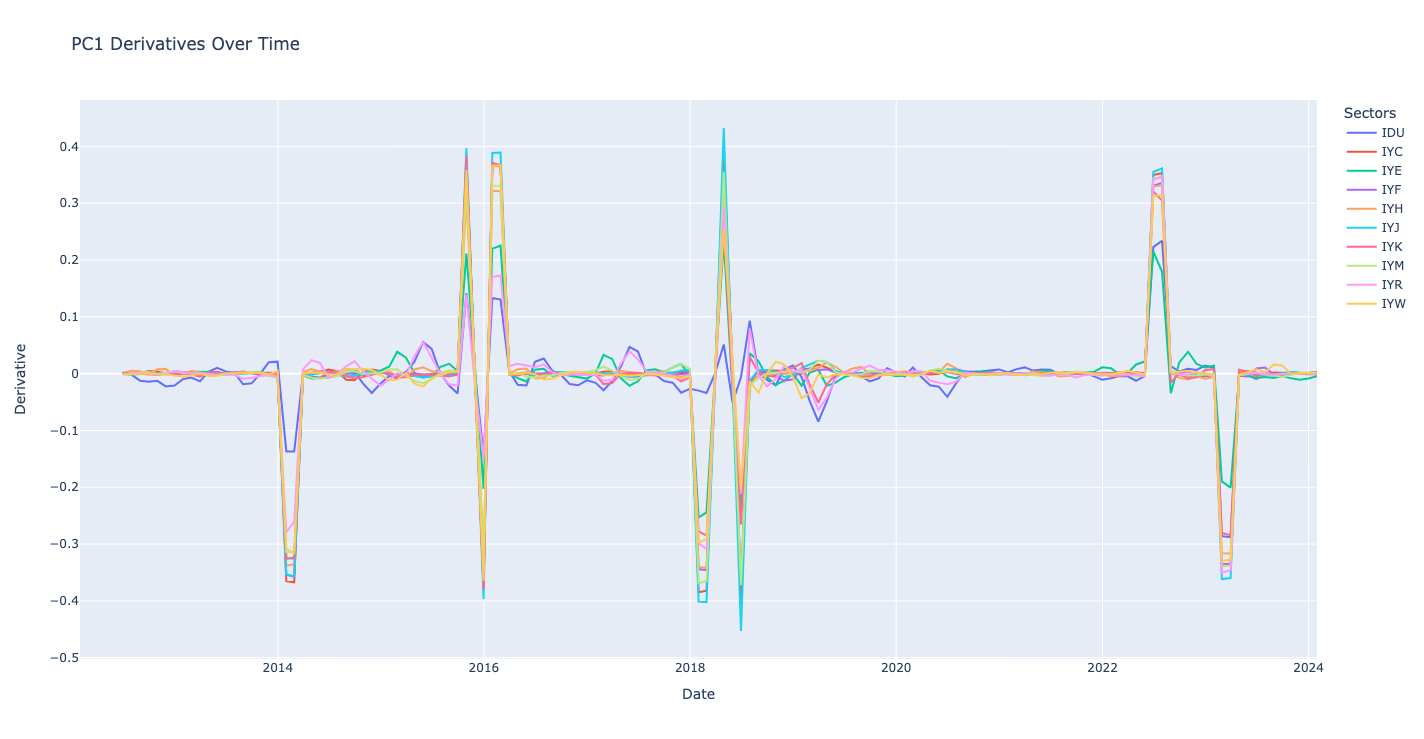 PC1 Derivatives Over Time
Sectors
IDU
IYC
IYE
IYF
IYH
IYJ
IYK
IYM
IYR
IYW
0.4
0.3
0.2
0.1
0
−0.1
−0.2
−0.3
−0.4
−0.5
Derivative
2014
2016
2018
2020
2022
2024
Date